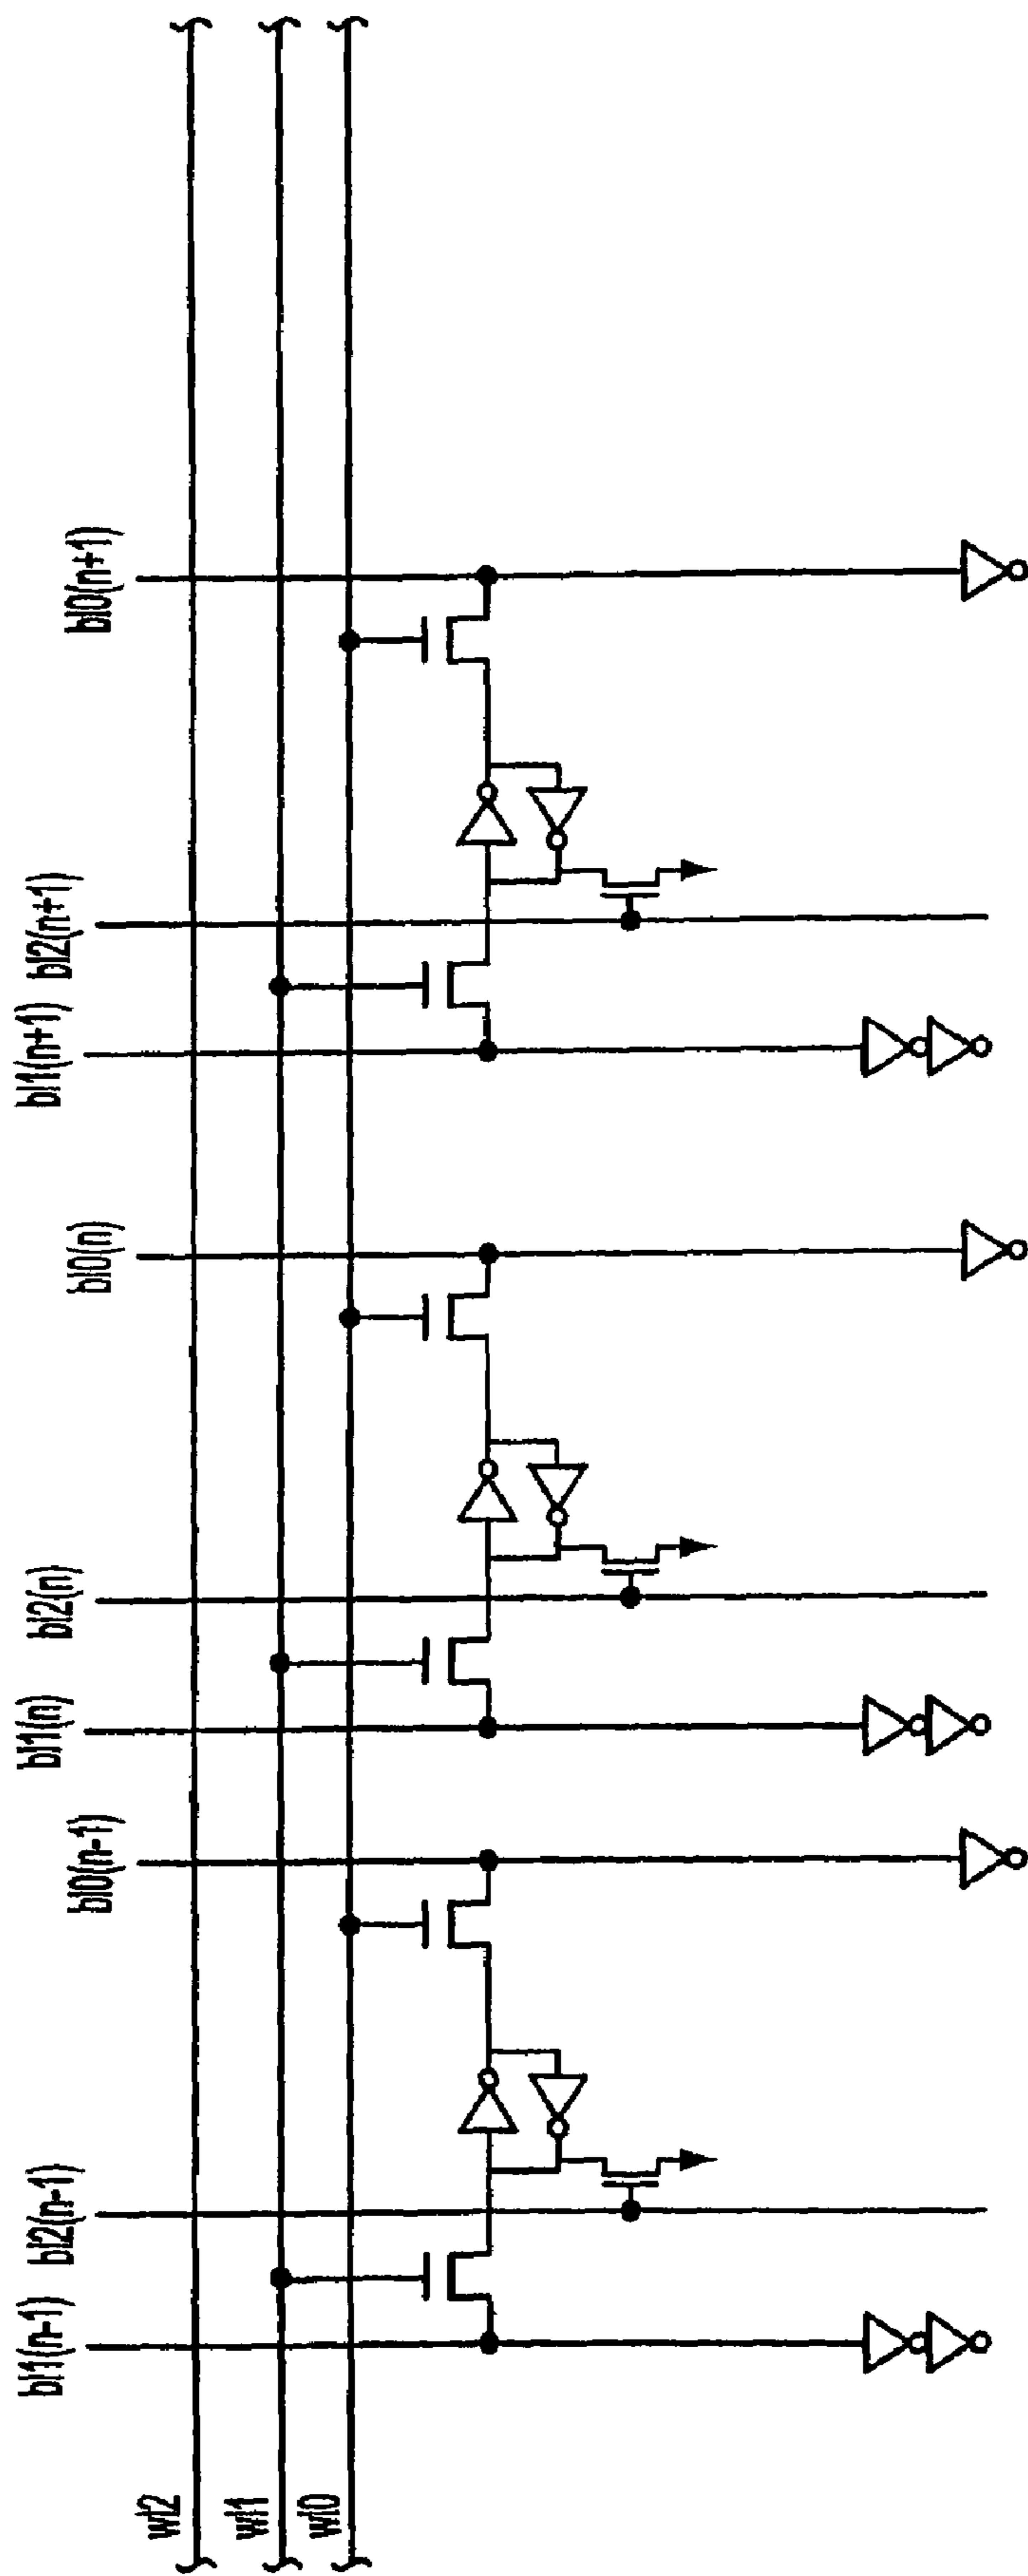 wl2
wl1
wl0
bl1(n-1)
bl2(n-1)
bl0(n-1)
bl1(n)
bl2(n)
bl0(n)
bl1(n+1)
bl2(n+1)
bl0(n+1)